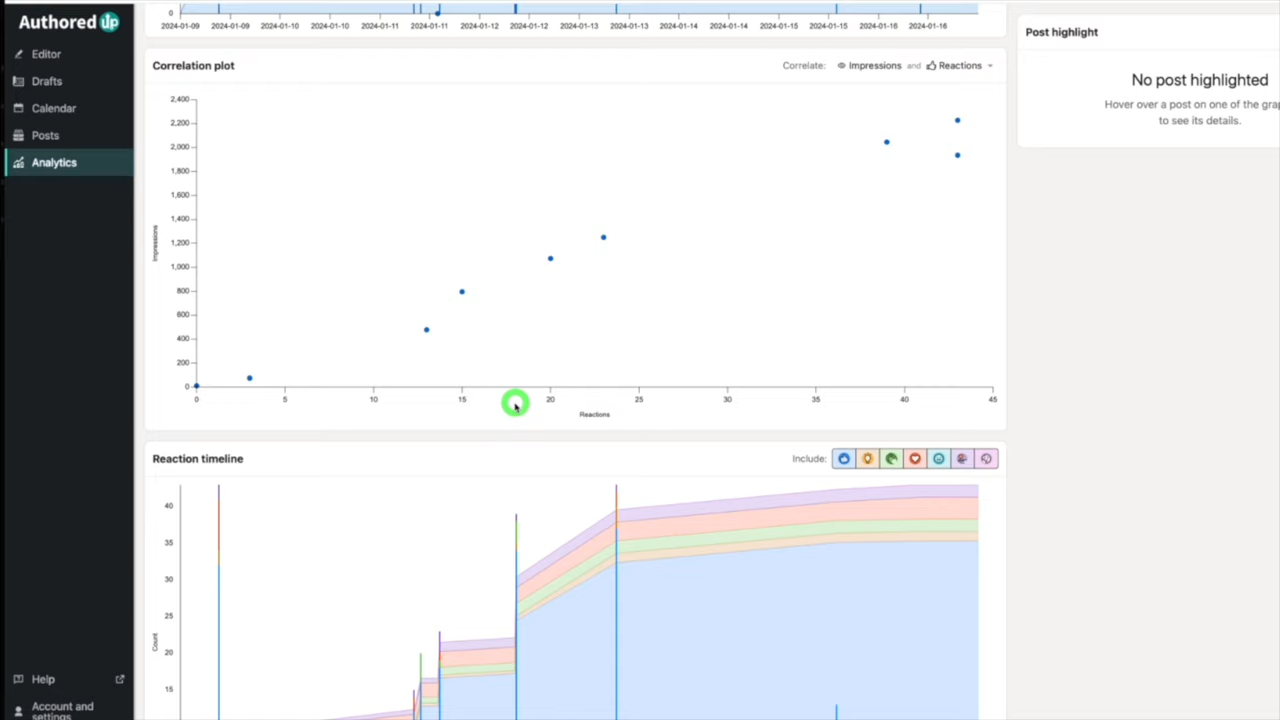 Authored Up
Editor
Drafts
Calendar
Posts
Analytics
Help
Account and
settings
0
2024-01-09 2024-01-09 2024-01-10 2024-01-10 2024-01-11 2024-01-11 2024-01-12 2024-01-12 2024-01-13 2024-01-13 2024-01-14 2024-01-14 2024-01-15 2024-01-15 2024-01-16 2024-01-16
Correlation plot
Correlate: Impressions and Reactions
2,400
2,200
2,000
1,800
1,600
1,400
1,200
1,000
800
600
400
200
0
Impressions
0 5 10 15 20 25 30 35 40 45
Reactions
Reaction timeline
Include:
40
35
30
25
20
15
Count
Post highlight
No post highlighted
Hover over a post on one of the gra
to see its details.